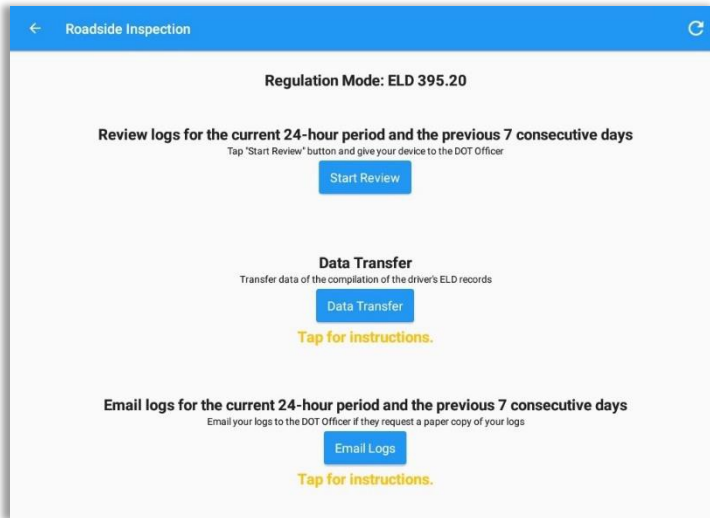 Roadside Inspection
Regulation Mode: ELD 395.20
Review logs for the current 24-hour period and the previous 7 consecutive days
Tap "Start Review" button and give your device to the DOT Officer
Start Review
Data Transfer
Transfer data of the compilation of the driver's ELD records
Data Transfer
Tap for instructions.
Email logs for the current 24-hour period and the previous 7 consecutive days
Email your logs to the DOT Officer if they request a paper copy of your logs
Email Logs
Tap for instructions.